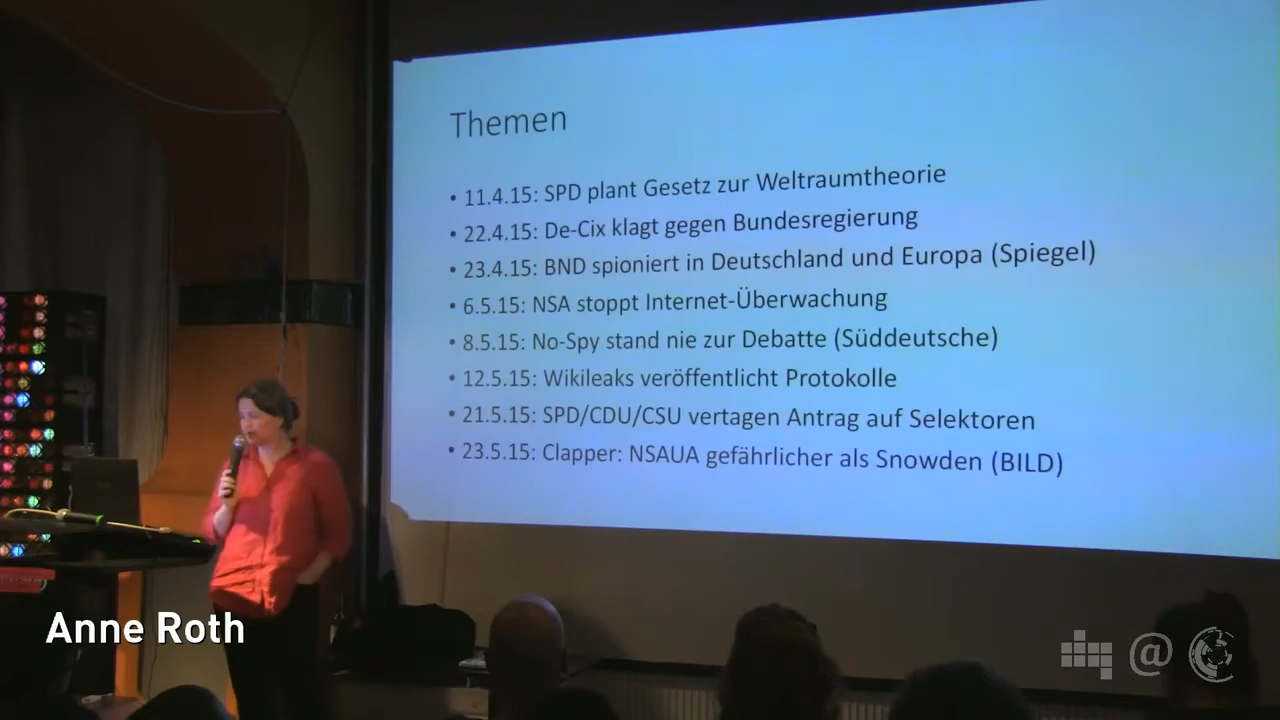 Themen
• 11.4.15: SPD plant Gesetz zur Weltraumtheorie
• 22.4.15: De-Cix klagt gegen Bundesregierung
• 23.4.15: BND spioniert in Deutschland und Europa (Spiegel)
• 6.5.15: NSA stoppt Internet-Überwachung
• 8.5.15: No-Spy stand nie zur Debatte (Süddeutsche)
• 12.5.15: Wikileaks veröffentlicht Protokolle
• 21.5.15: SPD/CDU/CSU vertagen Antrag auf Selektoren
• 23.5.15: Clapper: NSAUA gefährlicher als Snowden (BILD)
Anne Roth
@